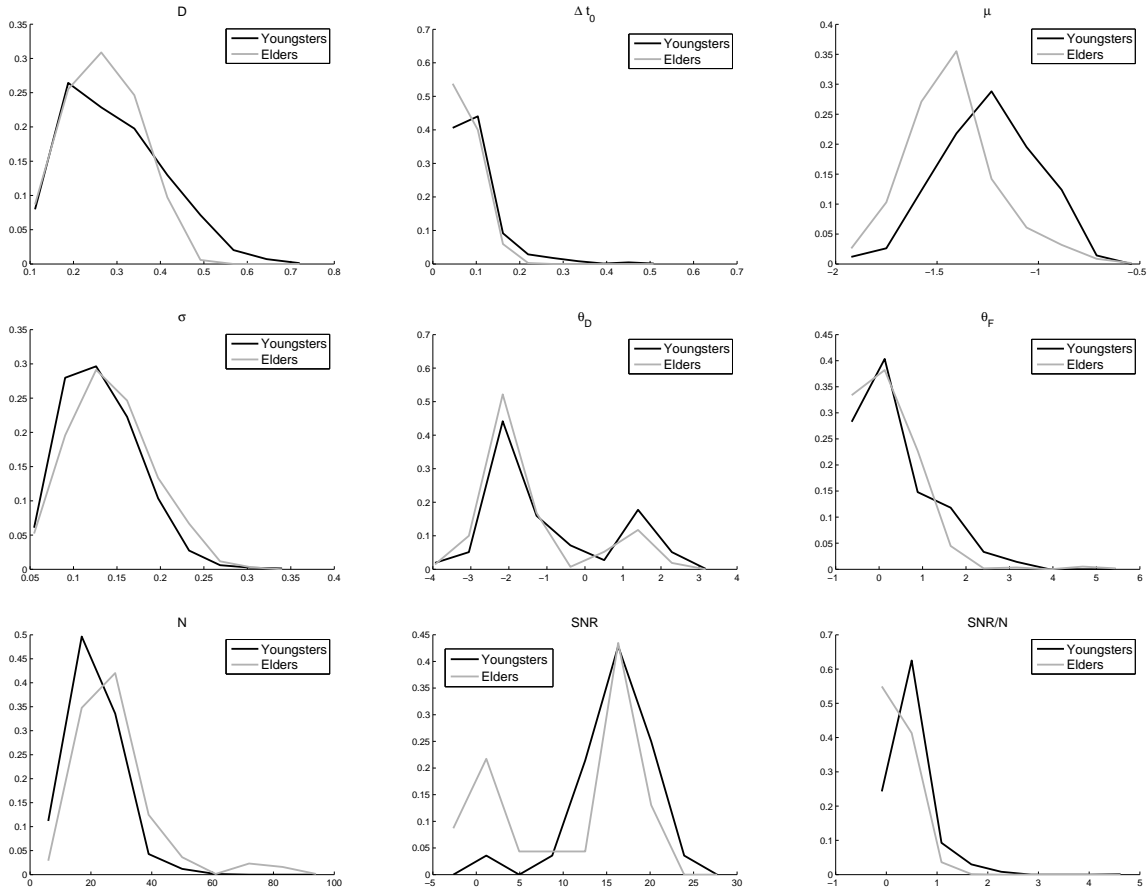 D
0.35
0.3
0.25
0.2
0.15
0.1
0.05
0
0.1 0.2 0.3 0.4 0.5 0.6 0.7 0.8
Youngsters
Elders
Δ t0
0.7
0.6
0.5
0.4
0.3
0.2
0.1
0
0 0.1 0.2 0.3 0.4 0.5 0.6 0.7
Youngsters
Elders
μ
0.4
0.35
0.3
0.25
0.2
0.15
0.1
0.05
0
−2 −1.5 −1 −0.5
Youngsters
Elders
σ
0.35
0.3
0.25
0.2
0.15
0.1
0.05
0
0.05 0.1 0.15 0.2 0.25 0.3 0.35 0.4
Youngsters
Elders
θD
0.7
0.6
0.5
0.4
0.3
0.2
0.1
0
−4 −3 −2 −1 0 1 2 3 4
Youngsters
Elders
θF
0.45
0.4
0.35
0.3
0.25
0.2
0.15
0.1
0.05
0
−1 0 1 2 3 4 5 6
Youngsters
Elders
N
0.5
0.45
0.4
0.35
0.3
0.25
0.2
0.15
0.1
0.05
0
0 20 40 60 80 100
Youngsters
Elders
SNR
0.45
0.4
0.35
0.3
0.25
0.2
0.15
0.1
0.05
0
−5 0 5 10 15 20 25 30
Youngsters
Elders
SNR/N
0.7
0.6
0.5
0.4
0.3
0.2
0.1
0
−1 0 1 2 3 4 5
Youngsters
Elders